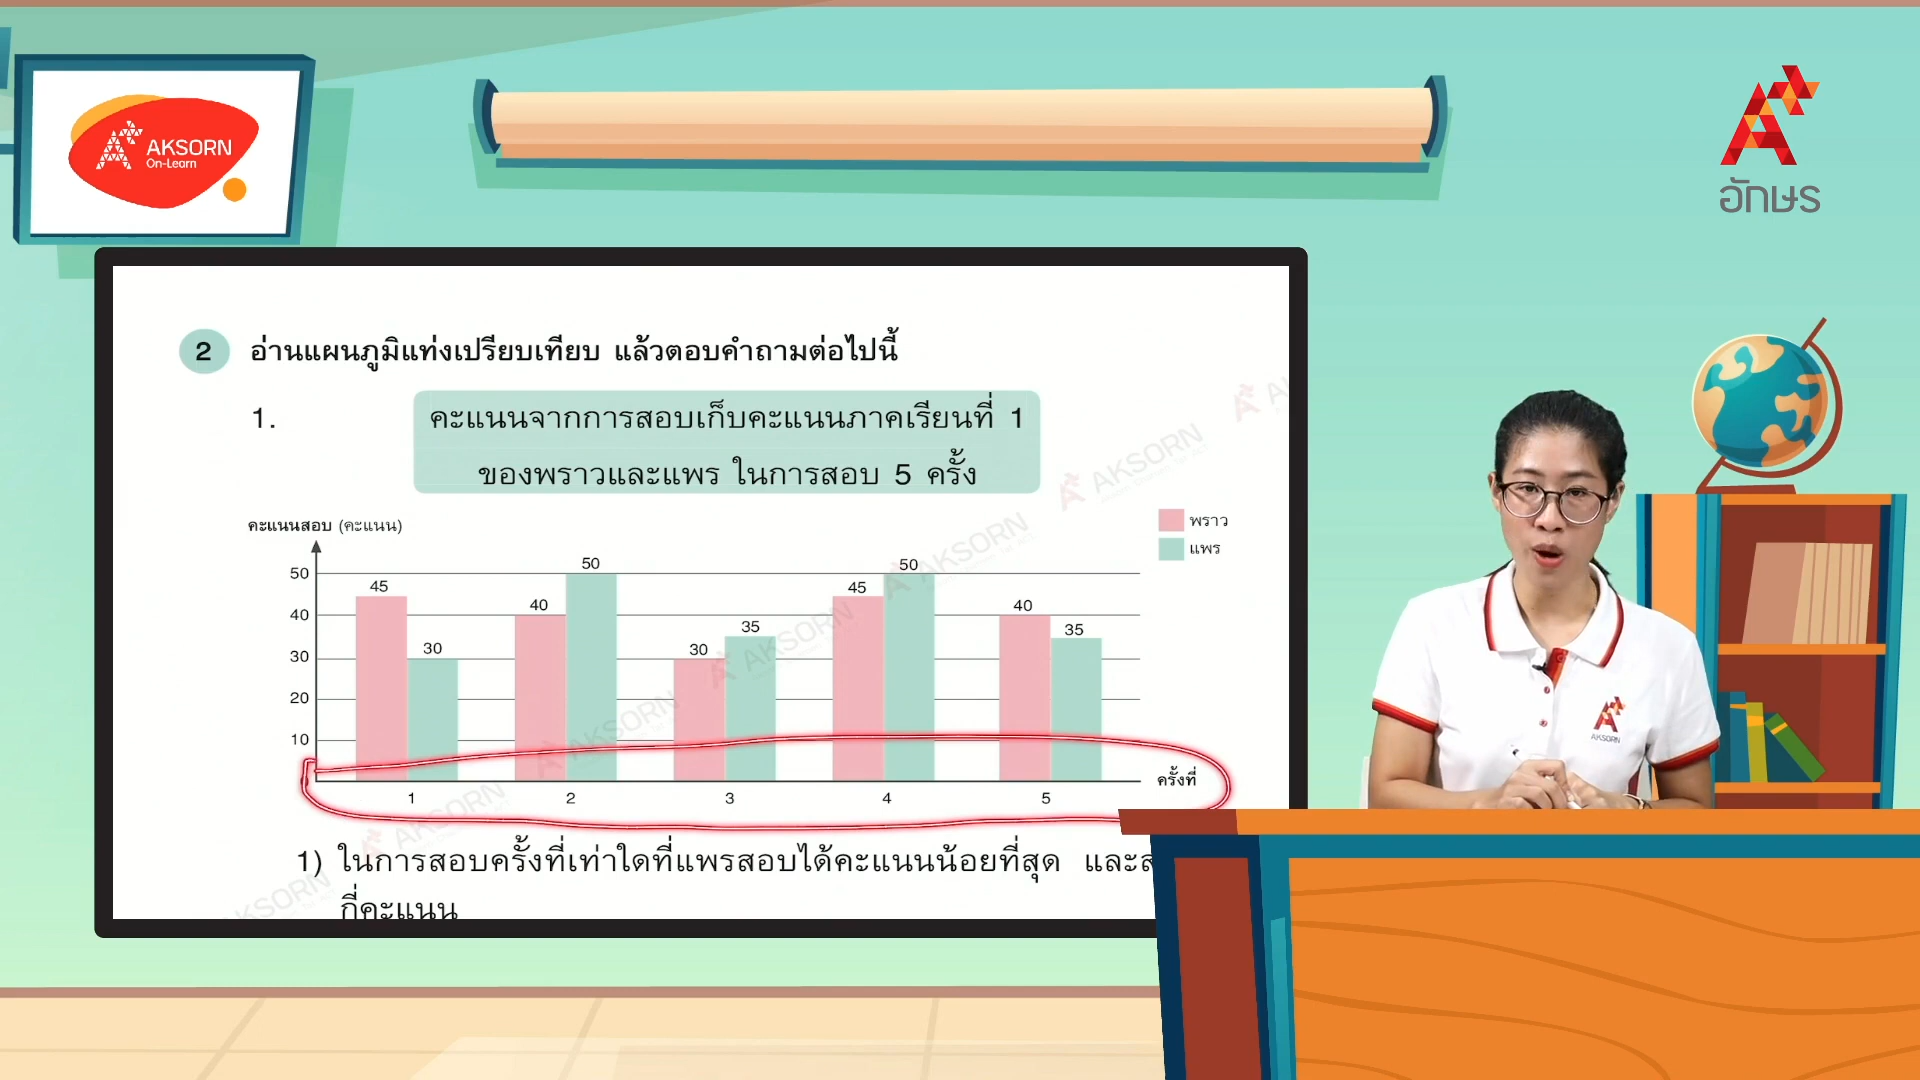 AKSORN
On-Learn
อักษร
2 อ่านแผนภูมิแท่งเปรียบเทียบ แล้วตอบคำถามต่อไปนี้
1. คะแนนจากการสอบเก็บคะแนนภาคเรียนที่ 1
ของพราวและแพร ในการสอบ 5 ครั้ง
คะแนนสอบ (คะแนน)
พราว
แพร
50
40
30
20
10
45 30
40 50
30 35
45 50
40 35
1 2 3 4 5 ครั้งที่
1) ในการสอบครั้งที่เท่าใดที่แพรสอบได้คะแนนน้อยที่สุด และ
กี่คะแนน
AKSORN
AKSORN
AKSORN
AKSORN
AKSORN
AKSORN
AKSORN